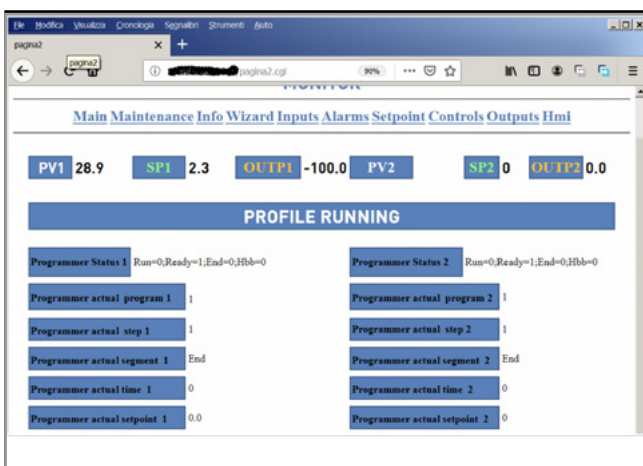 File Modifica Visualizza Cronologia Segnalibri Strumenti Aiuto
pagina2
pagina2
pagina2.cgi
90%
MONITOR
Main Maintenance Info Wizard Inputs Alarms Setpoint Controls Outputs Hmi
PV1 28.9 SP1 2.3 OUTP1 -100.0 PV2 SP2 0 OUTP2 0.0
PROFILE RUNNING
Programmer Status 1 Run=0;Ready=1;End=0;Hbb=0 Programmer Status 2 Run=0;Ready=1;End=0;Hbb=0
Programmer actual program 1 1 Programmer actual program 2 1
Programmer actual step 1 1 Programmer actual step 2 1
Programmer actual segment 1 End Programmer actual segment 2 End
Programmer actual time 1 0 Programmer actual time 2 0
Programmer actual setpoint 1 0.0 Programmer actual setpoint 2 0